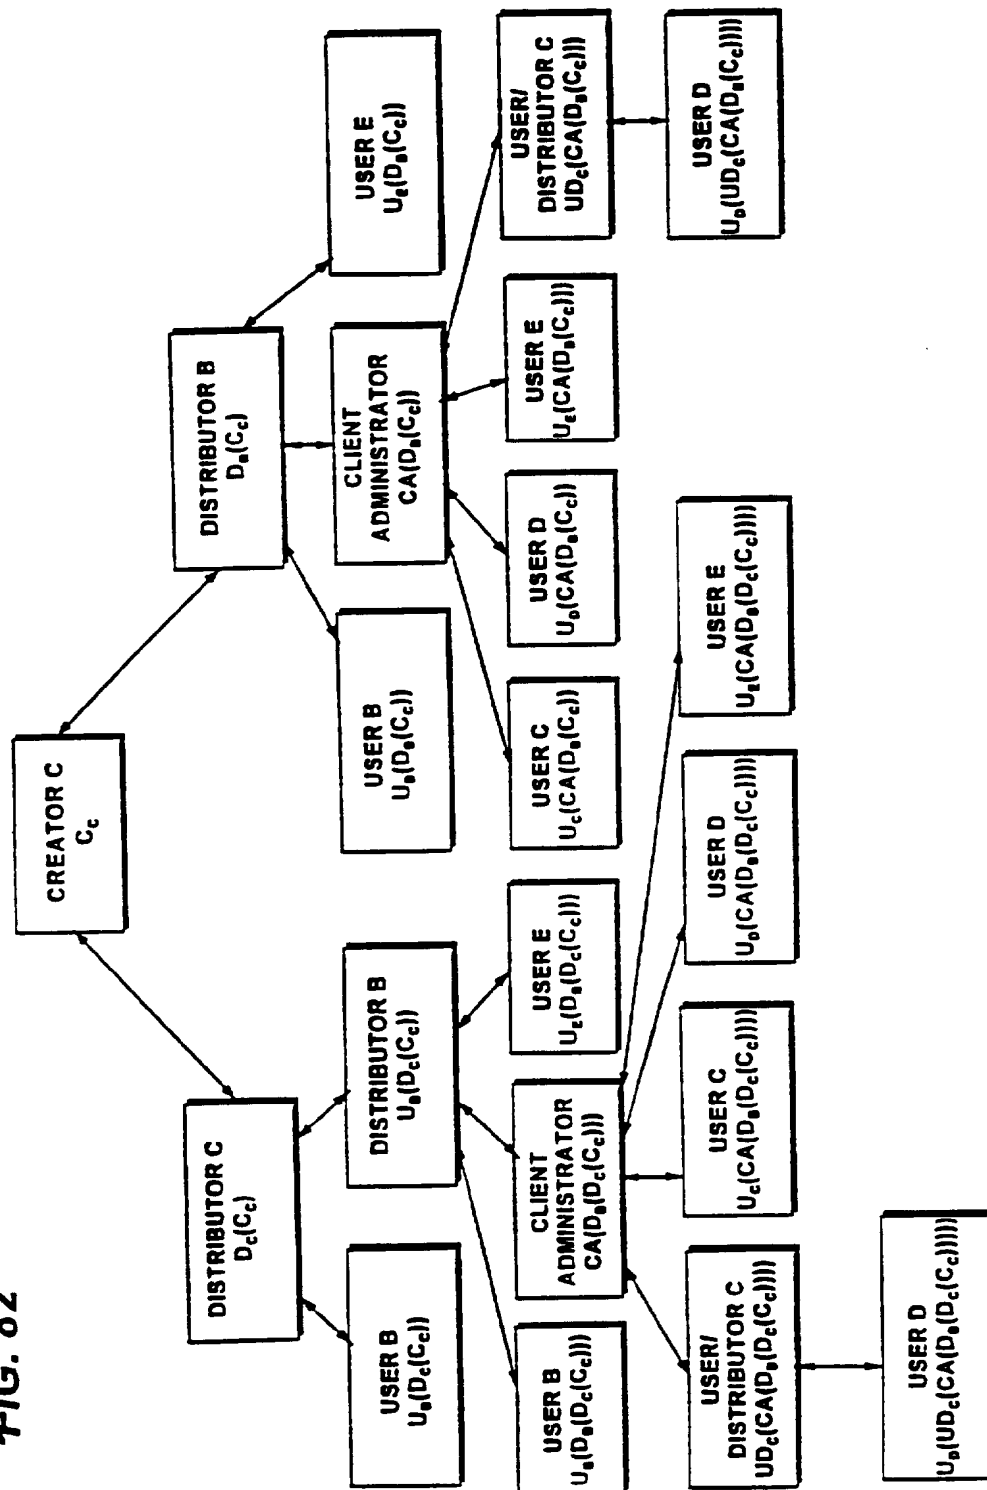 FIG. 82
CREATOR C
C_C
DISTRIBUTOR C
D_C(C_C)
DISTRIBUTOR B
D_B(C_C)
USER B
U_B(D_C(C_C))
DISTRIBUTOR B
U_B(D_C(C_C))
USER B
U_B(D_B(C_C))
CLIENT
ADMINISTRATOR
CA(D_B(C_C))
USER E
U_E(D_B(C_C))
USER B
U_B(D_B(D_C(C_C)))
CLIENT
ADMINISTRATOR
CA(D_B(D_C(C_C)))
USER E
U_E(D_B(D_C(C_C)))
USER C
U_C(CA(D_B(C_C))
USER D
U_D(CA(D_B(C_C))
USER E
U_E(CA(D_B(C_C)))
USER/
DISTRIBUTOR C
UD_C(CA(D_B(C_C)))
USER/
DISTRIBUTOR C
UD_C(CA(D_B(D_C(C_C))))
USER C
U_C(CA(D_B(D_C(C_C))))
USER D
U_D(CA(D_B(D_C(C_C))))
USER E
U_E(CA(D_B(D_C(C_C))))
USER D
U_D(UD_C(CA(D_B(C_C))))
USER D
U_D(UD_C(CA(D_B(D_C(C_C)))))